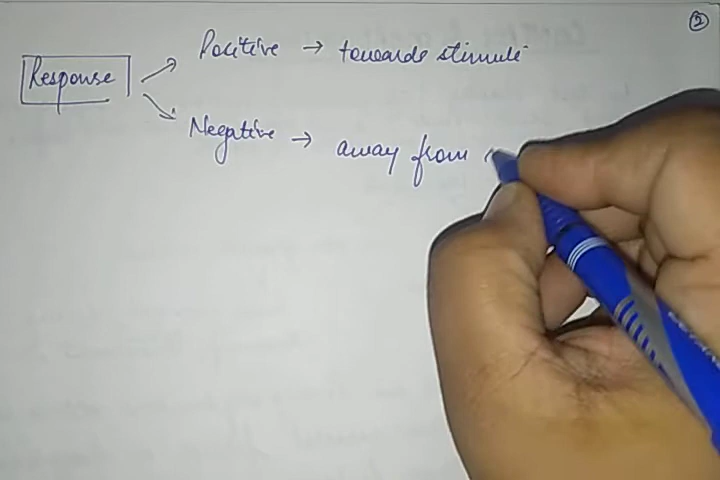 ②
Positive → towards stimuli
Response
Negative → away from